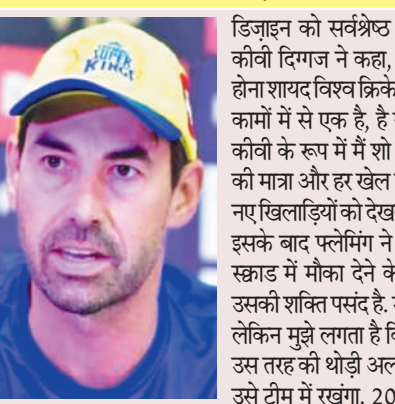 SUPER
KINGS
डिज़ाइन को सर्वश्रेष्ठ
कीवी दिग्गज ने कहा,
होना शायद विश्व क्रिके
कामों में से एक है, है
कीवी के रूप में मैं शो
की मात्रा और हर खेल
नए खिलाड़ियों को देख
इसके बाद फ्लेमिंग ने
स्क्वाड में मौका देने के
उसकी शक्ति पसंद है.
लेकिन मुझे लगता है
उस तरह की थोड़ी अल
उसे टीम में रखूंगा. 20